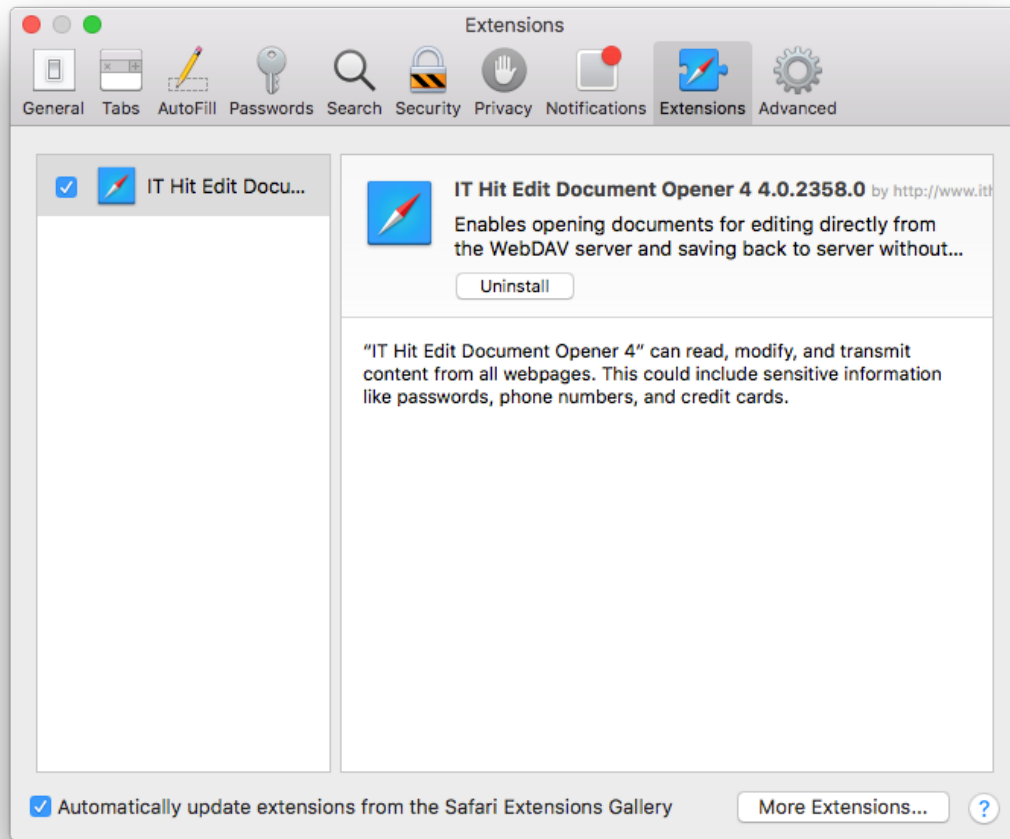 Extensions
General Tabs AutoFill Passwords Search Security Privacy Notifications Extensions Advanced
IT Hit Edit Docu...
IT Hit Edit Document Opener 4 4.0.2358.0 by http://www.ith
Enables opening documents for editing directly from
the WebDAV server and saving back to server without...
Uninstall
“IT Hit Edit Document Opener 4” can read, modify, and transmit
content from all webpages. This could include sensitive information
like passwords, phone numbers, and credit cards.
Automatically update extensions from the Safari Extensions Gallery
More Extensions...
?